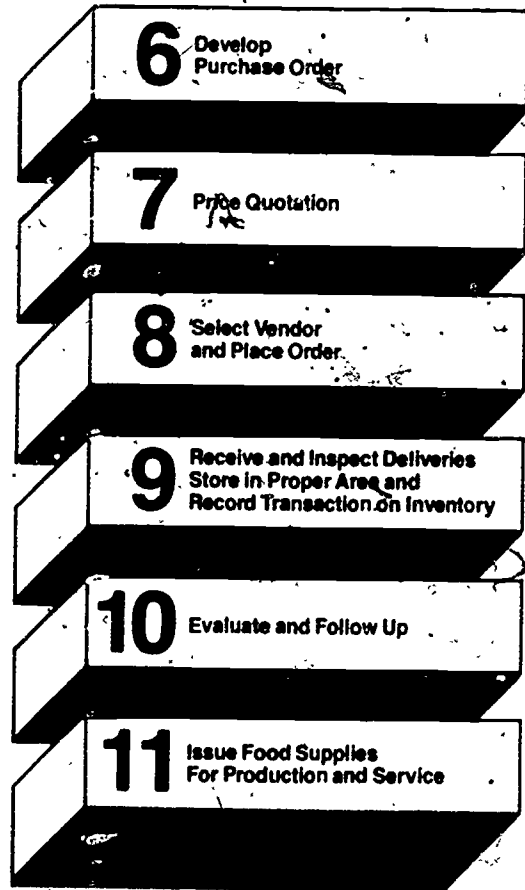 6 Develop
Purchase Order
7 Price Quotation
8 Select Vendor
and Place Order
9 Receive and Inspect Deliveries
Store in Proper Area and
Record Transaction on Inventory
10 Evaluate and Follow Up
11 Issue Food Supplies
For Production and Service